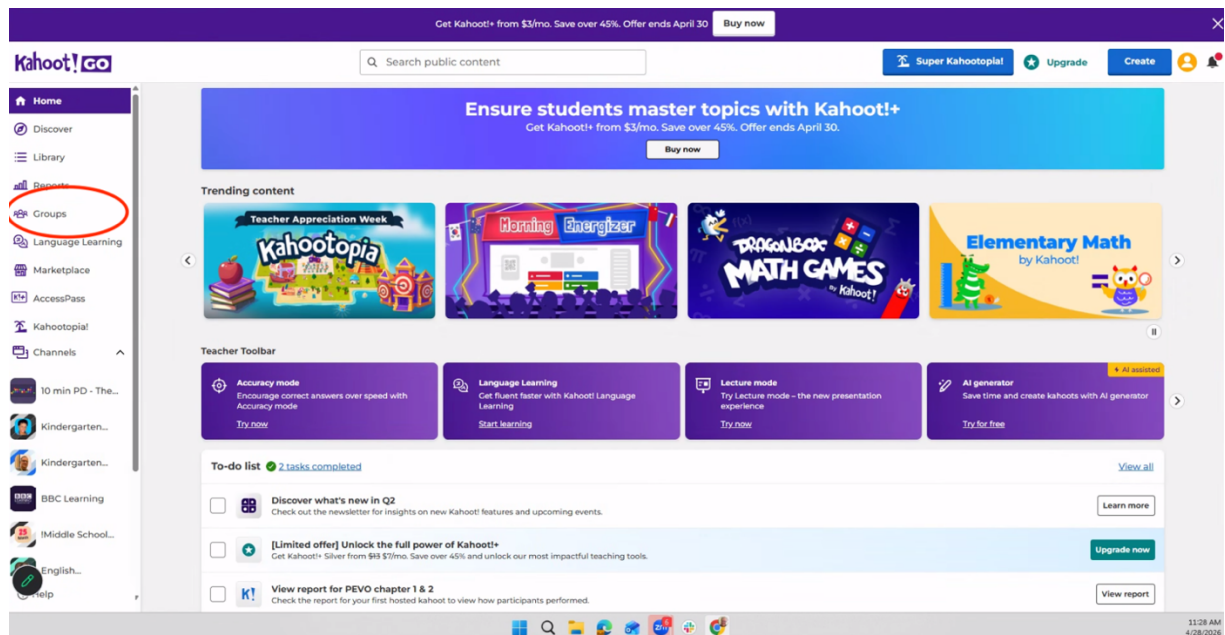 Get Kahoot!+ from $3/mo. Save over 45%. Offer ends April 30
Buy now
Kahoot! GO
Search public content
Super Kahootopia!
Upgrade
Create
Home
Discover
Library
Reports
Groups
Language Learning
Marketplace
AccessPass
Kahootopia!
Channels
10 min PD - The...
Kindergarten...
Kindergarten...
BBC Learning
!Middle School...
English...
Help
Ensure students master topics with Kahoot!+
Get Kahoot!+ from $3/mo. Save over 45%. Offer ends April 30.
Buy now
Trending content
Teacher Appreciation Week
Kahootopia
Morning Energizer
DRAGONBOX
MATH GAMES
BY Kahoot!
Elementary Math
by Kahoot!
Teacher Toolbar
Accuracy mode
Encourage correct answers over speed with
Accuracy mode
Try now
Language Learning
Get fluent faster with Kahoot! Language
Learning
Start learning
Lecture mode
Try Lecture mode – the new presentation
experience
Try now
AI assisted
AI generator
Save time and create kahoots with AI generator
Try for free
To-do list 2 tasks completed
View all
Discover what's new in Q2
Check out the newsletter for insights on new Kahoot! features and upcoming events.
Learn more
[Limited offer] Unlock the full power of Kahoot!+
Get Kahoot!+ Silver from $13 $7/mo. Save over 45% and unlock our most impactful teaching tools.
Upgrade now
K! View report for PEVO chapter 1 & 2
Check the report for your first hosted kahoot to view how participants performed.
View report
11:28 AM
4/28/2026